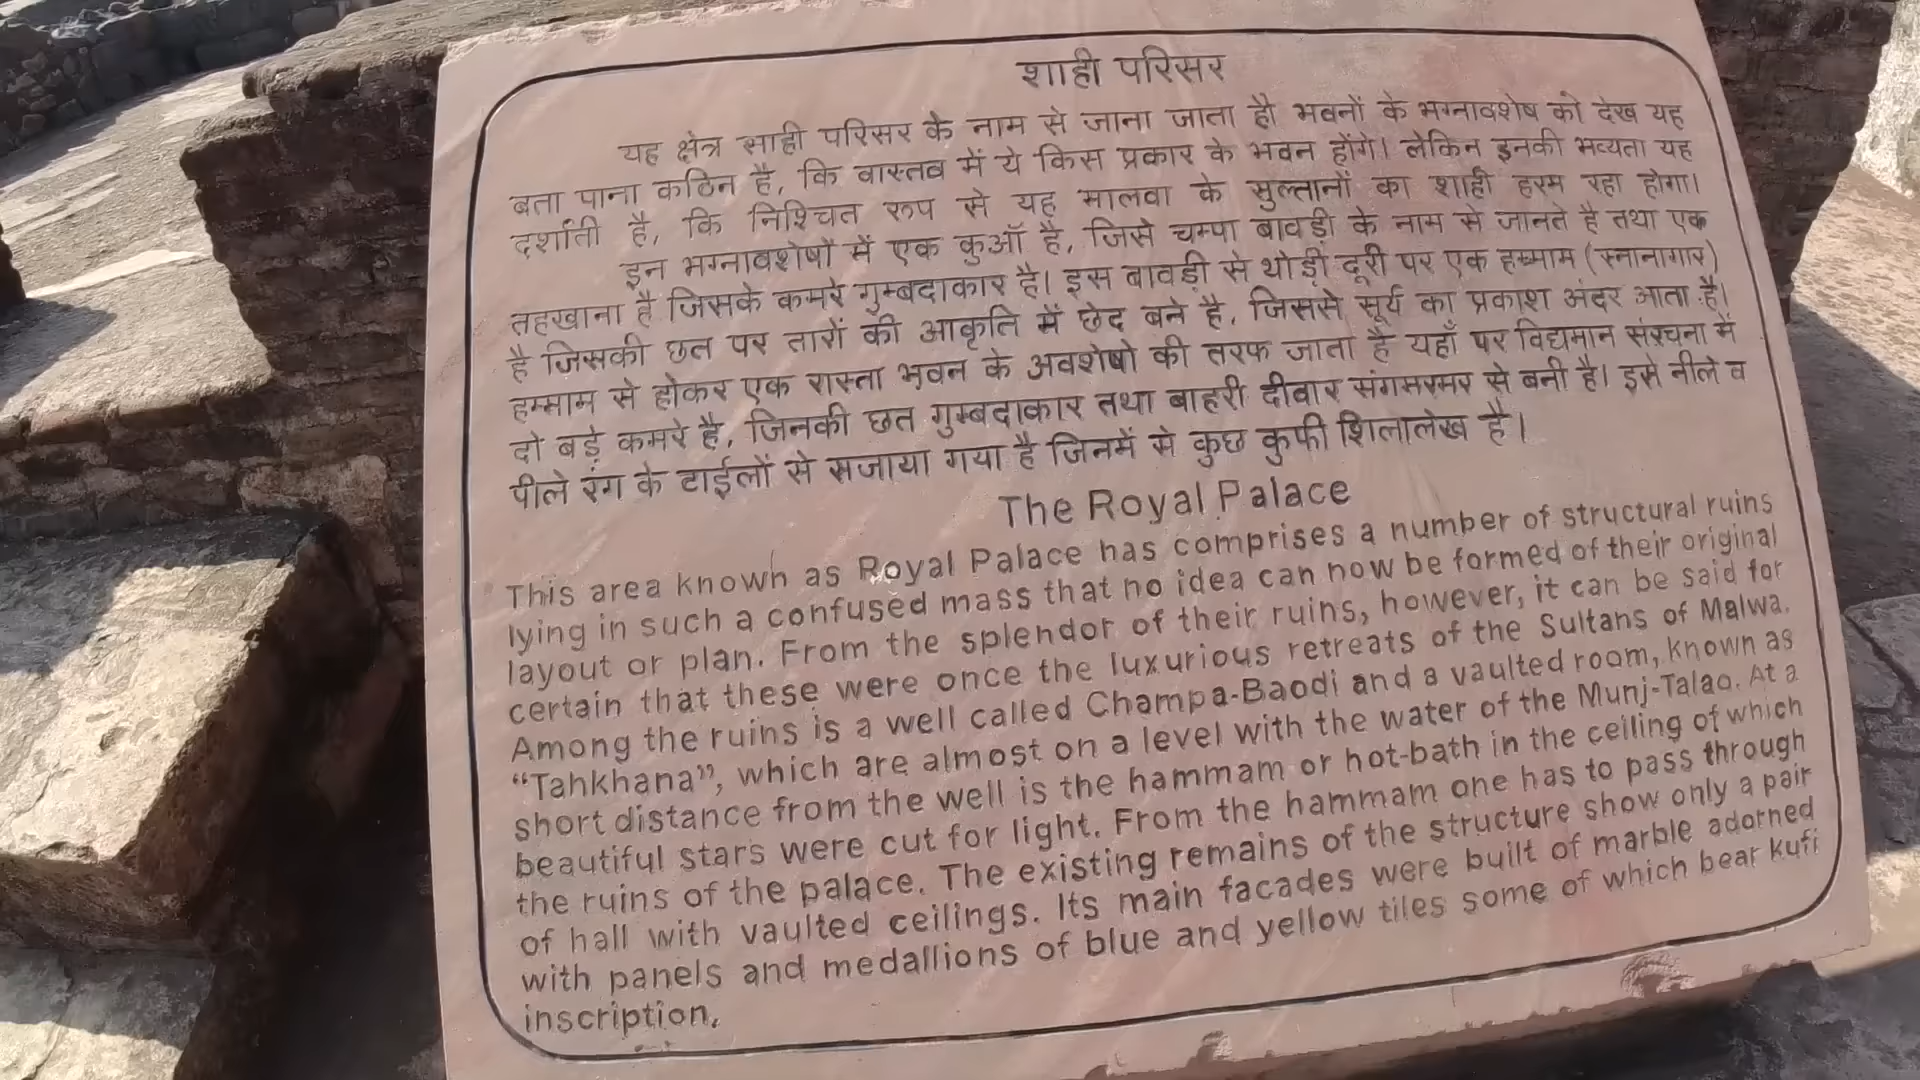 शाही परिसर
यह क्षेत्र साही परिसर के नाम से जाना जाता है। भवनों के भग्नावशेष को देख यह
बता पाना कठिन है, कि वास्तव में ये किस प्रकार के भवन होंगे। लेकिन इनकी भव्यता यह
दर्शाती है, कि निश्चित रूप से यह मालवा के सुल्तानों का शाही हरम रहा होगा।
इन भग्नावशेषों में एक कुऑ है, जिसे चम्पा बावड़ी के नाम से जानते है तथा एक
तहखाना है जिसके कमरे गुम्बदाकार है। इस बावड़ी से थोड़ी दूरी पर एक हम्माम (स्नानागार)
है जिसकी छत पर तारों की आकृति में छेद बने है, जिससे सूर्य का प्रकाश अंदर आता है।
हम्माम से होकर एक रास्ता भवन के अवशेषो की तरफ जाता है यहाँ पर विद्यमान संरचना में
दो बड़े कमरे है, जिनकी छत गुम्बदाकार तथा बाहरी दीवार संगमरमर से बनी है। इसे नीले व
पीले रंग के टाईलों से सजाया गया है जिनमें से कुछ कुफी शिलालेख है।
The Royal Palace
This area known as Royal Palace has comprises a number of structural ruins
lying in such a confused mass that no idea can now be formed of their original
layout or plan. From the splendor of their ruins, however, it can be said for
certain that these were once the luxurious retreats of the Sultans of Malwa.
Among the ruins is a well called Champa-Baodi and a vaulted room, known as
“Tahkhana”, which are almost on a level with the water of the Munj-Talao. At a
short distance from the well is the hammam or hot-bath in the ceiling of which
beautiful stars were cut for light. From the hammam one has to pass through
the ruins of the palace. The existing remains of the structure show only a pair
of hall with vaulted ceilings. Its main facades were built of marble adorned
with panels and medallions of blue and yellow tiles some of which bear kufi
inscription.